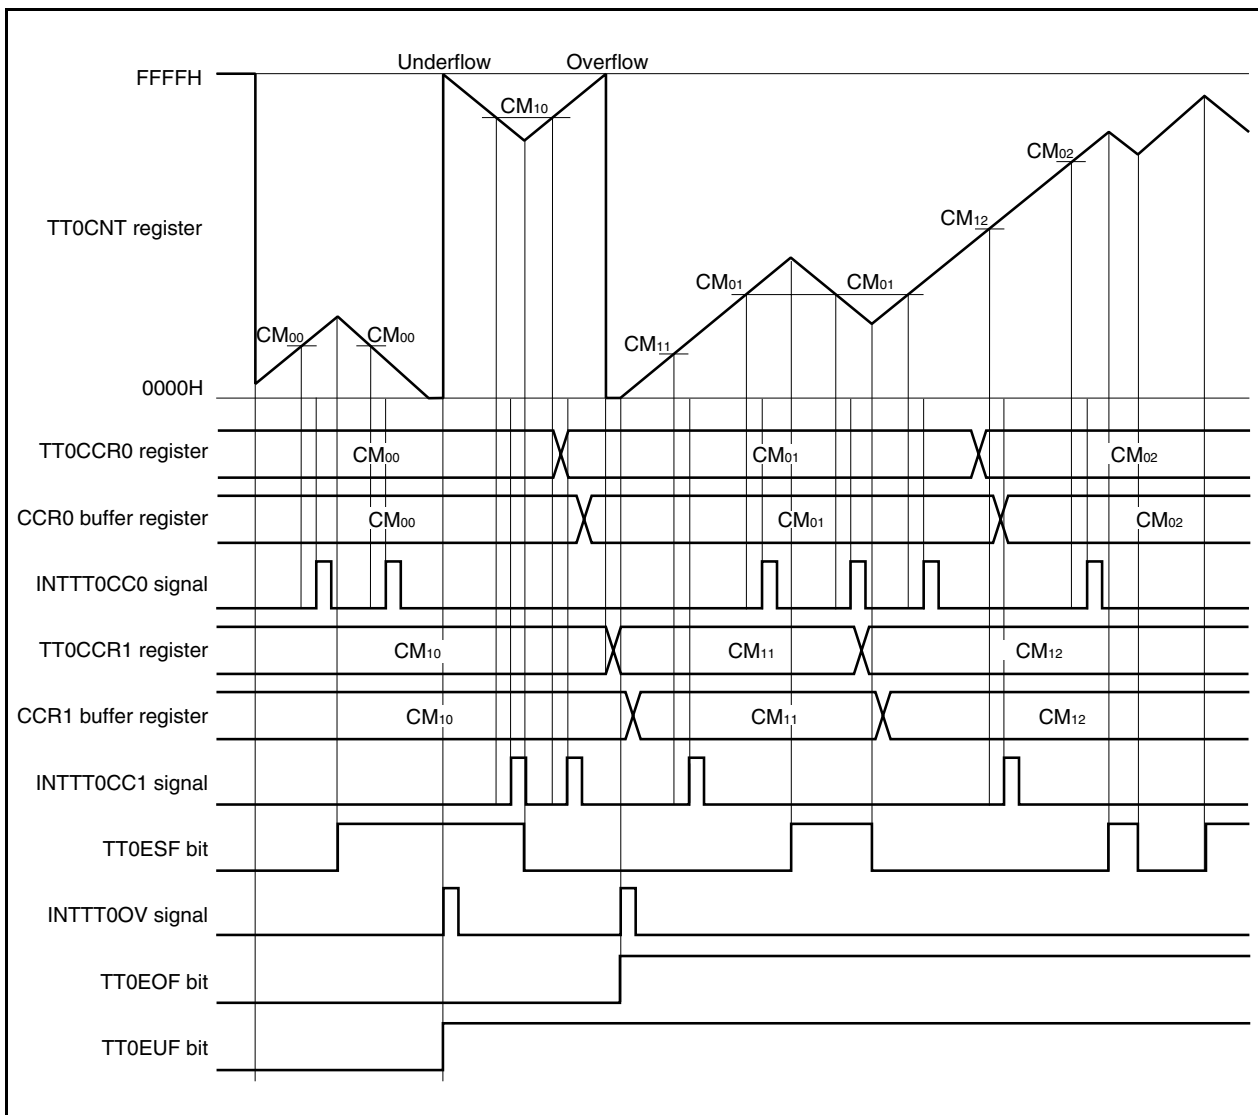 Underflow Overflow
FFFFH
CM10
CM02
TT0CNT register
CM12
CM01 CM01
CM00 CM00
CM11
0000H
TT0CCR0 register
CM00 CM01 CM02
CCR0 buffer register
CM00 CM01 CM02
INTTT0CC0 signal
TT0CCR1 register
CM10 CM11 CM12
CCR1 buffer register
CM10 CM11 CM12
INTTT0CC1 signal
TT0ESF bit
INTTT0OV signal
TT0EOF bit
TT0EUF bit